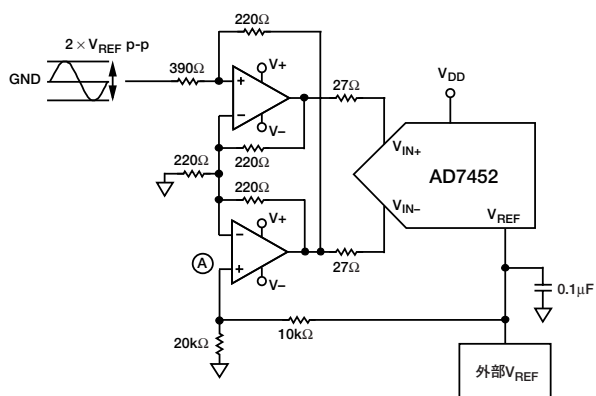 2 × VREF p-p
GND
390Ω
220Ω
V+
+
−
V−
27Ω
220Ω
220Ω
220Ω
VDD
VIN+
AD7452
VIN−
VREF
A
V+
−
+
V−
27Ω
0.1µF
10kΩ
20kΩ
外部VREF